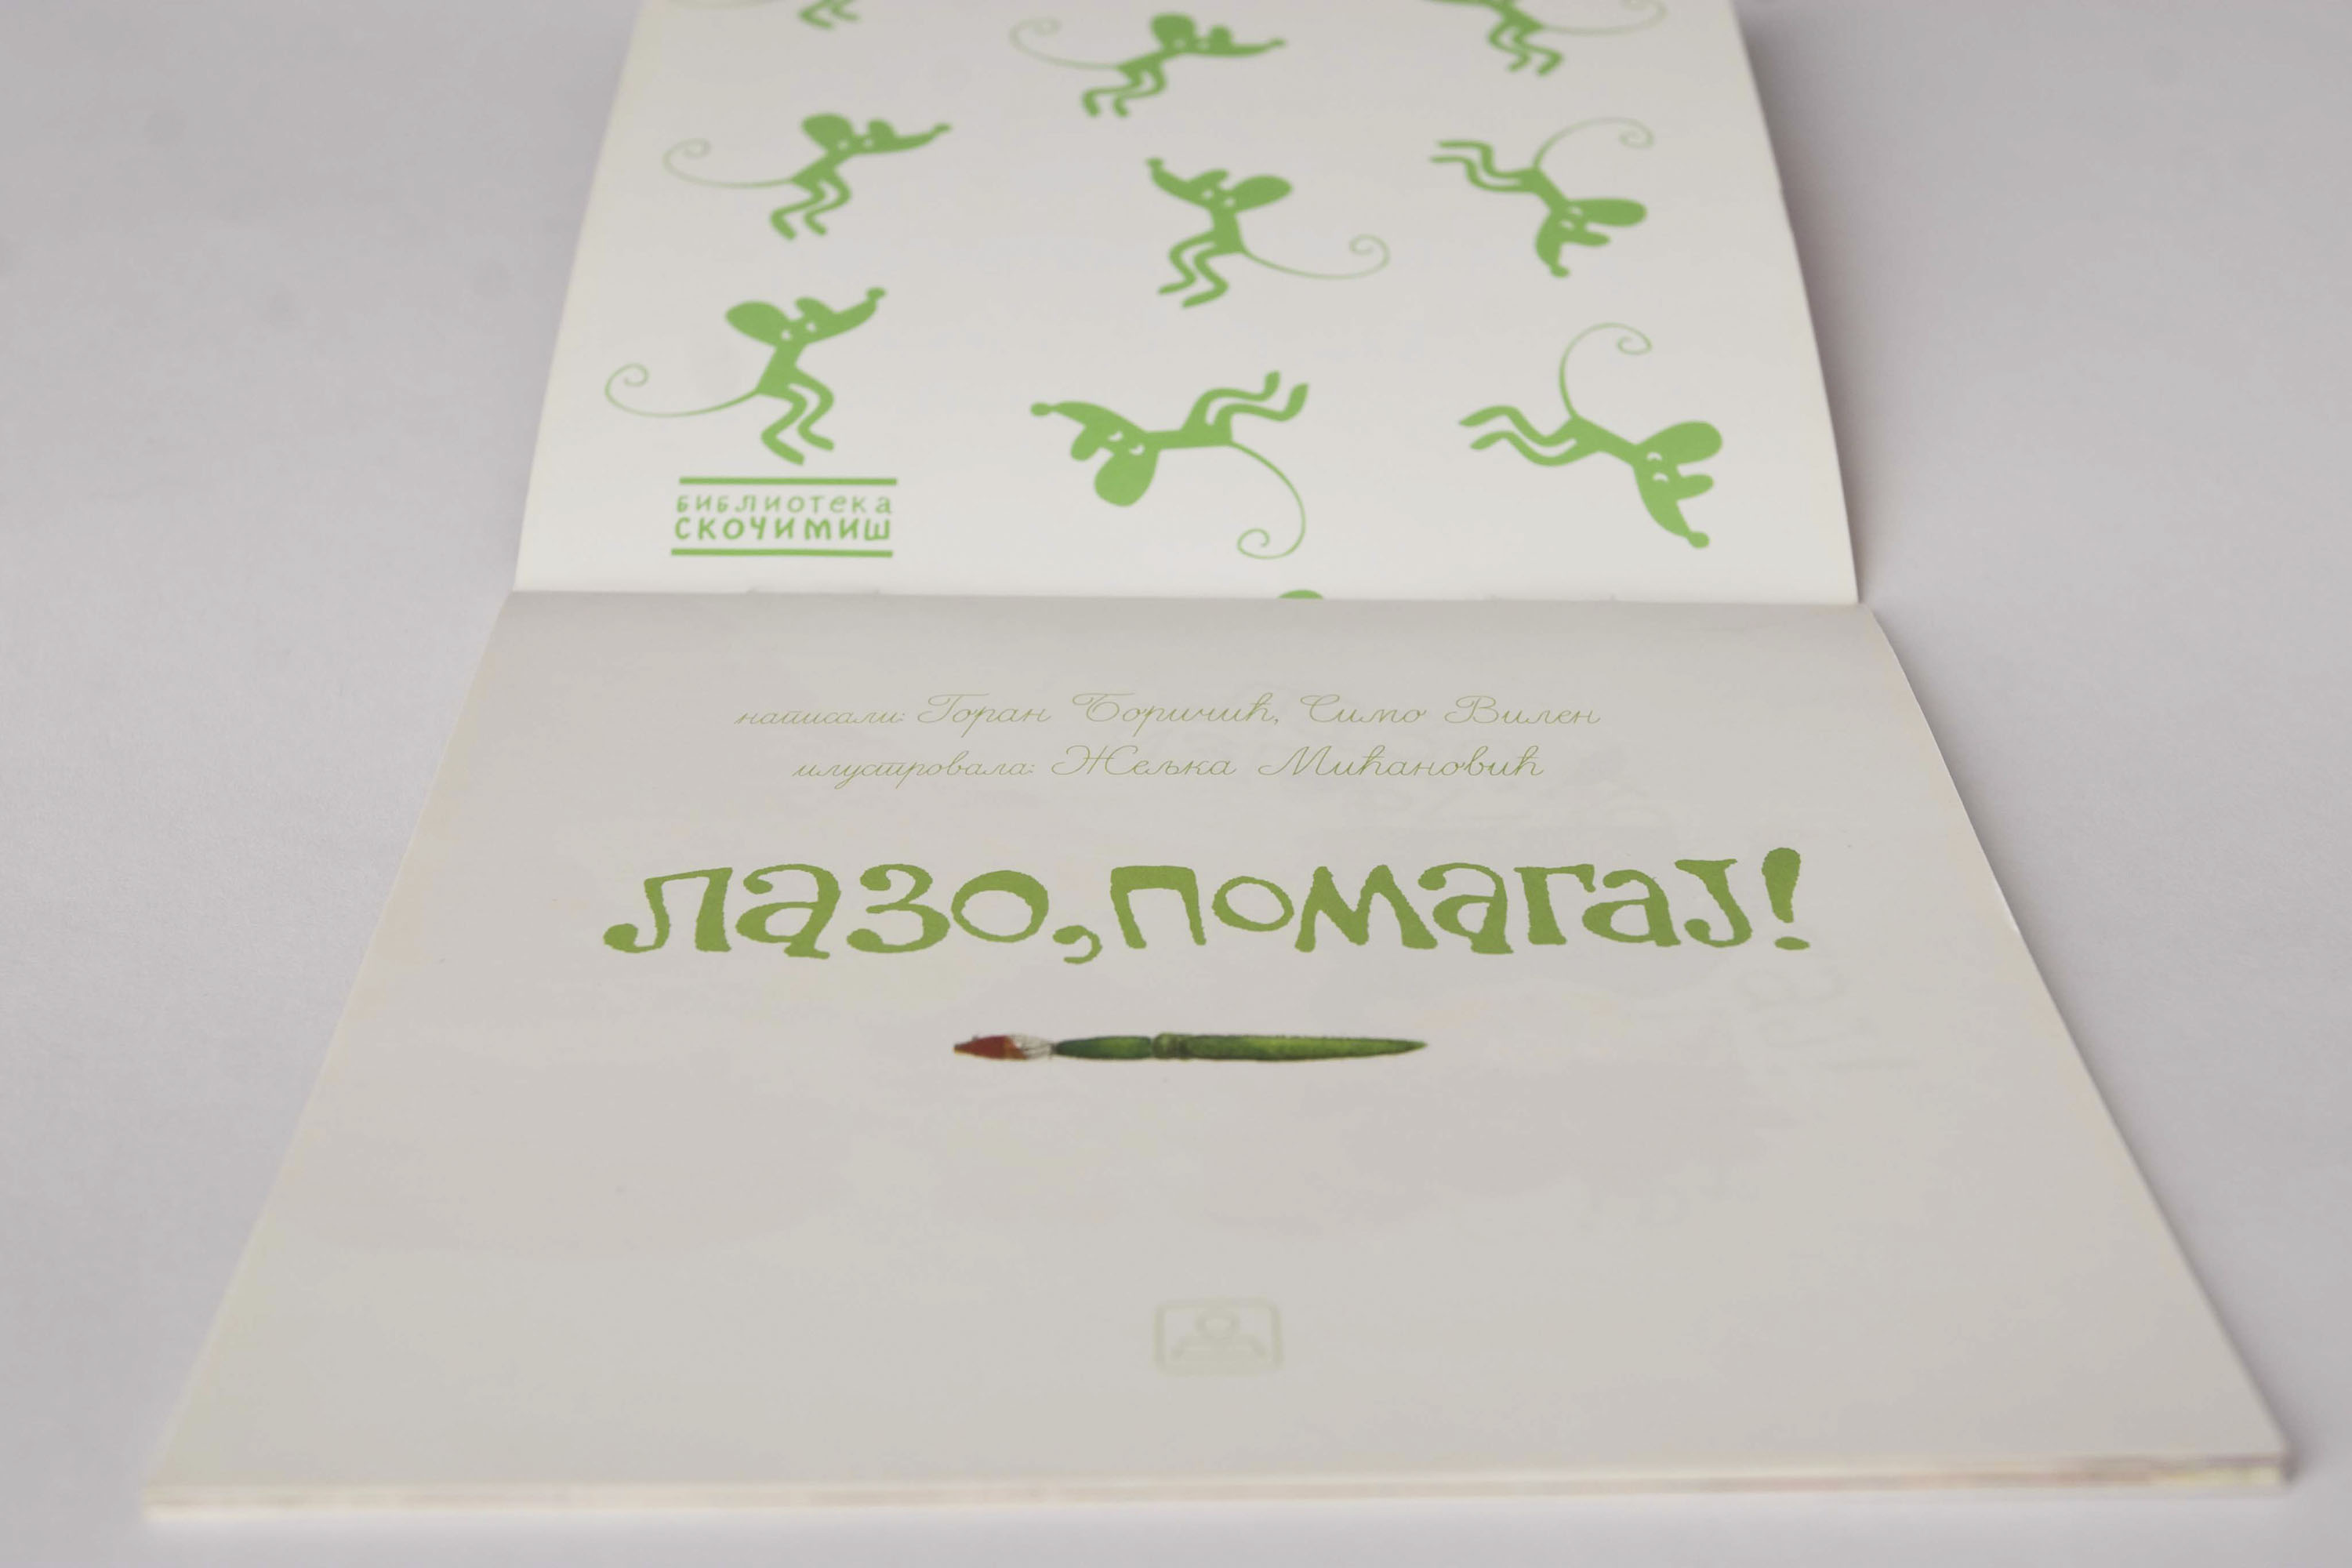 библиотека
скочимиш
написали: Горан Боричић, Симо Вилен
илустровала: Жељка Мићановић
лазо, помагај!